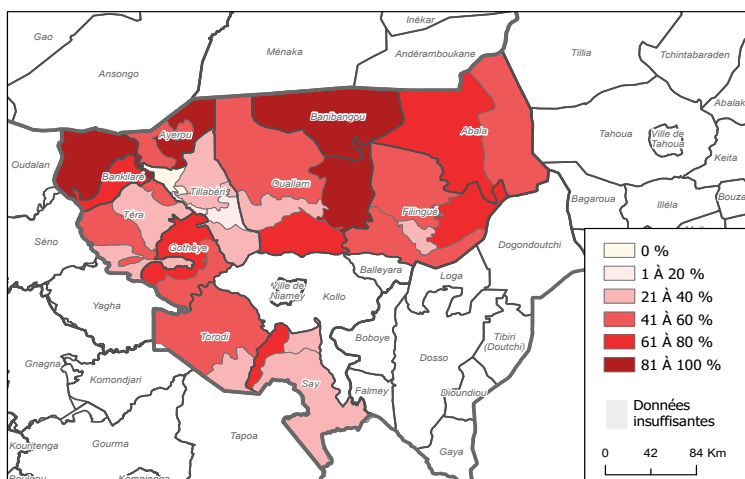 Inékar
Gao
Ménaka
Andéramboukane
Tillia
Tchintabaraden
Ansongo
Abalak
Banibangou
Ayerou
Abala
Tahoua
Ville de
Tahoua
Oudalan
Keita
Bankilaré
Ouallam
Tillabéri
Bagaroua
Illéla
Bouza
Téra
Filingué
Séno
Gothèye
Dogondoutchi
Balleyara
Loga
Ville de
Niamey
Kollo
Yagha
Torodi
Boboye
Dosso
Tibiri
(Doutchi)
Gnagna
Komondjari
Say
Falmey
Dioundiou
Kouritenga
Gourma
Tapoa
Gaya
0 %
1 À 20 %
21 À 40 %
41 À 60 %
61 À 80 %
81 À 100 %
Données
insuffisantes
0 42 84 Km